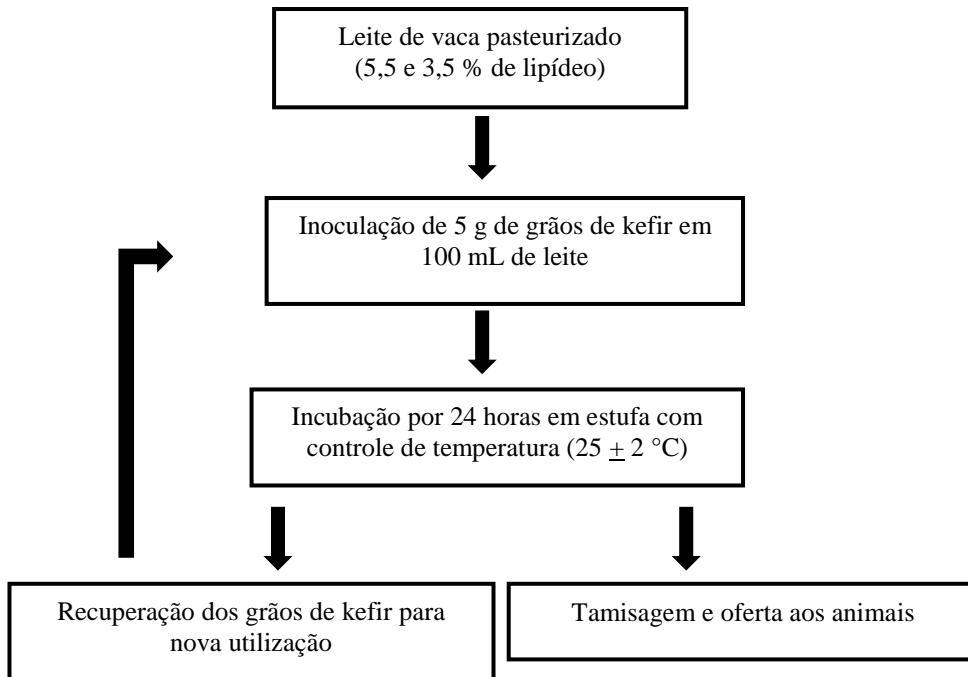 Leite de vaca pasteurizado
(5,5 e 3,5 % de lipídeo)
Inoculação de 5 g de grãos de kefir em
100 mL de leite
Incubação por 24 horas em estufa com
controle de temperatura (25 ± 2 °C)
Recuperação dos grãos de kefir para
nova utilização
Tamisagem e oferta aos animais